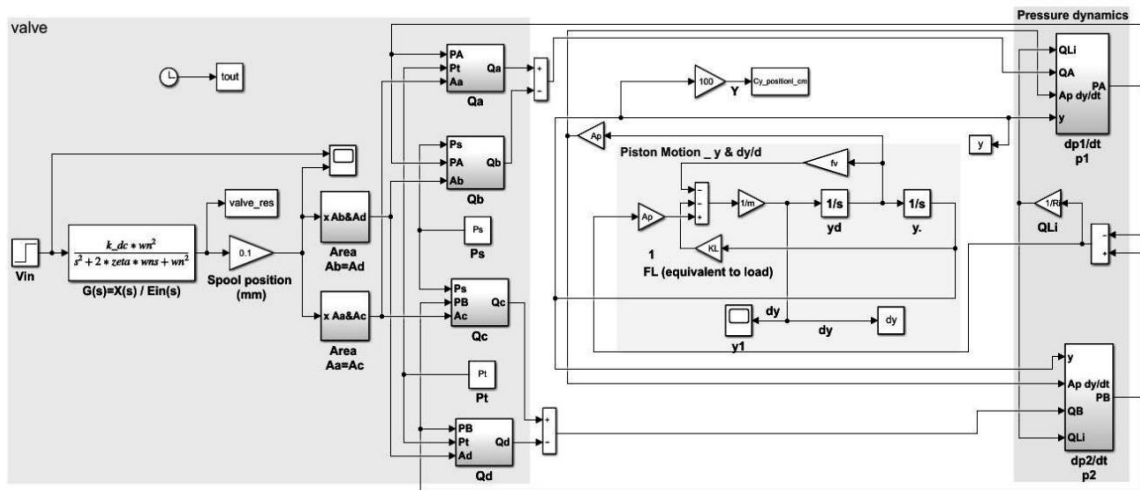 valve
Pressure dynamics
tout
PA
Pt
Aa
Qa
Qa
Ps
PA
Ab
Qb
Qb
Ps
Ps
Ps
PB
Ac
Qc
Qc
Pt
Pt
PB
Pt
Ad
Qd
Qd
Vin
k_dc * wn²
s² + 2 * zeta * wns + wn²
G(s)=X(s) / Ein(s)
valve_res
0.1
Spool position
(mm)
x Ab&Ad
Area
Ab=Ad
x Aa&Ac
Area
Aa=Ac
100
Y
Cy_positionl_cm
Ap
Piston Motion _ y & dy/d
fv
Ap
1
1/m
1/s
yd
1/s
y.
KL
FL (equivalent to load)
y1
dy
dy
dy
QLi
QA
Ap dy/dt
y
PA
dp1/dt
p1
y
1/Ri
QLi
y
Ap dy/dt
QB
QLi
PB
dp2/dt
p2